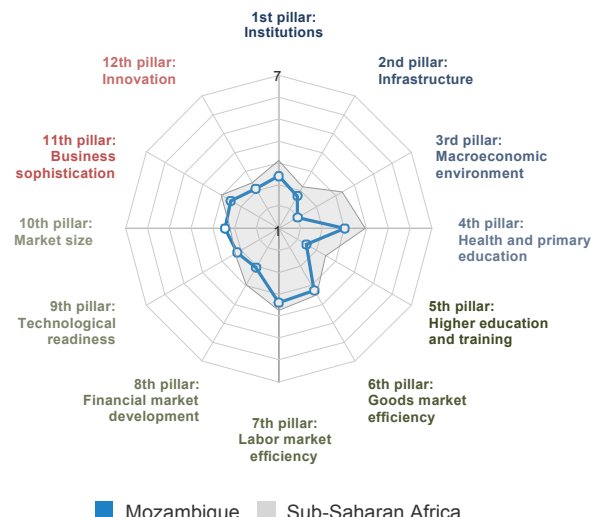 1st pillar:
Institutions
2nd pillar:
Infrastructure
3rd pillar:
Macroeconomic
environment
4th pillar:
Health and primary
education
5th pillar:
Higher education
and training
6th pillar:
Goods market
efficiency
7th pillar:
Labor market
efficiency
8th pillar:
Financial market
development
9th pillar:
Technological
readiness
10th pillar:
Market size
11th pillar:
Business
sophistication
12th pillar:
Innovation
7
1
Mozambique Sub-Saharan Africa